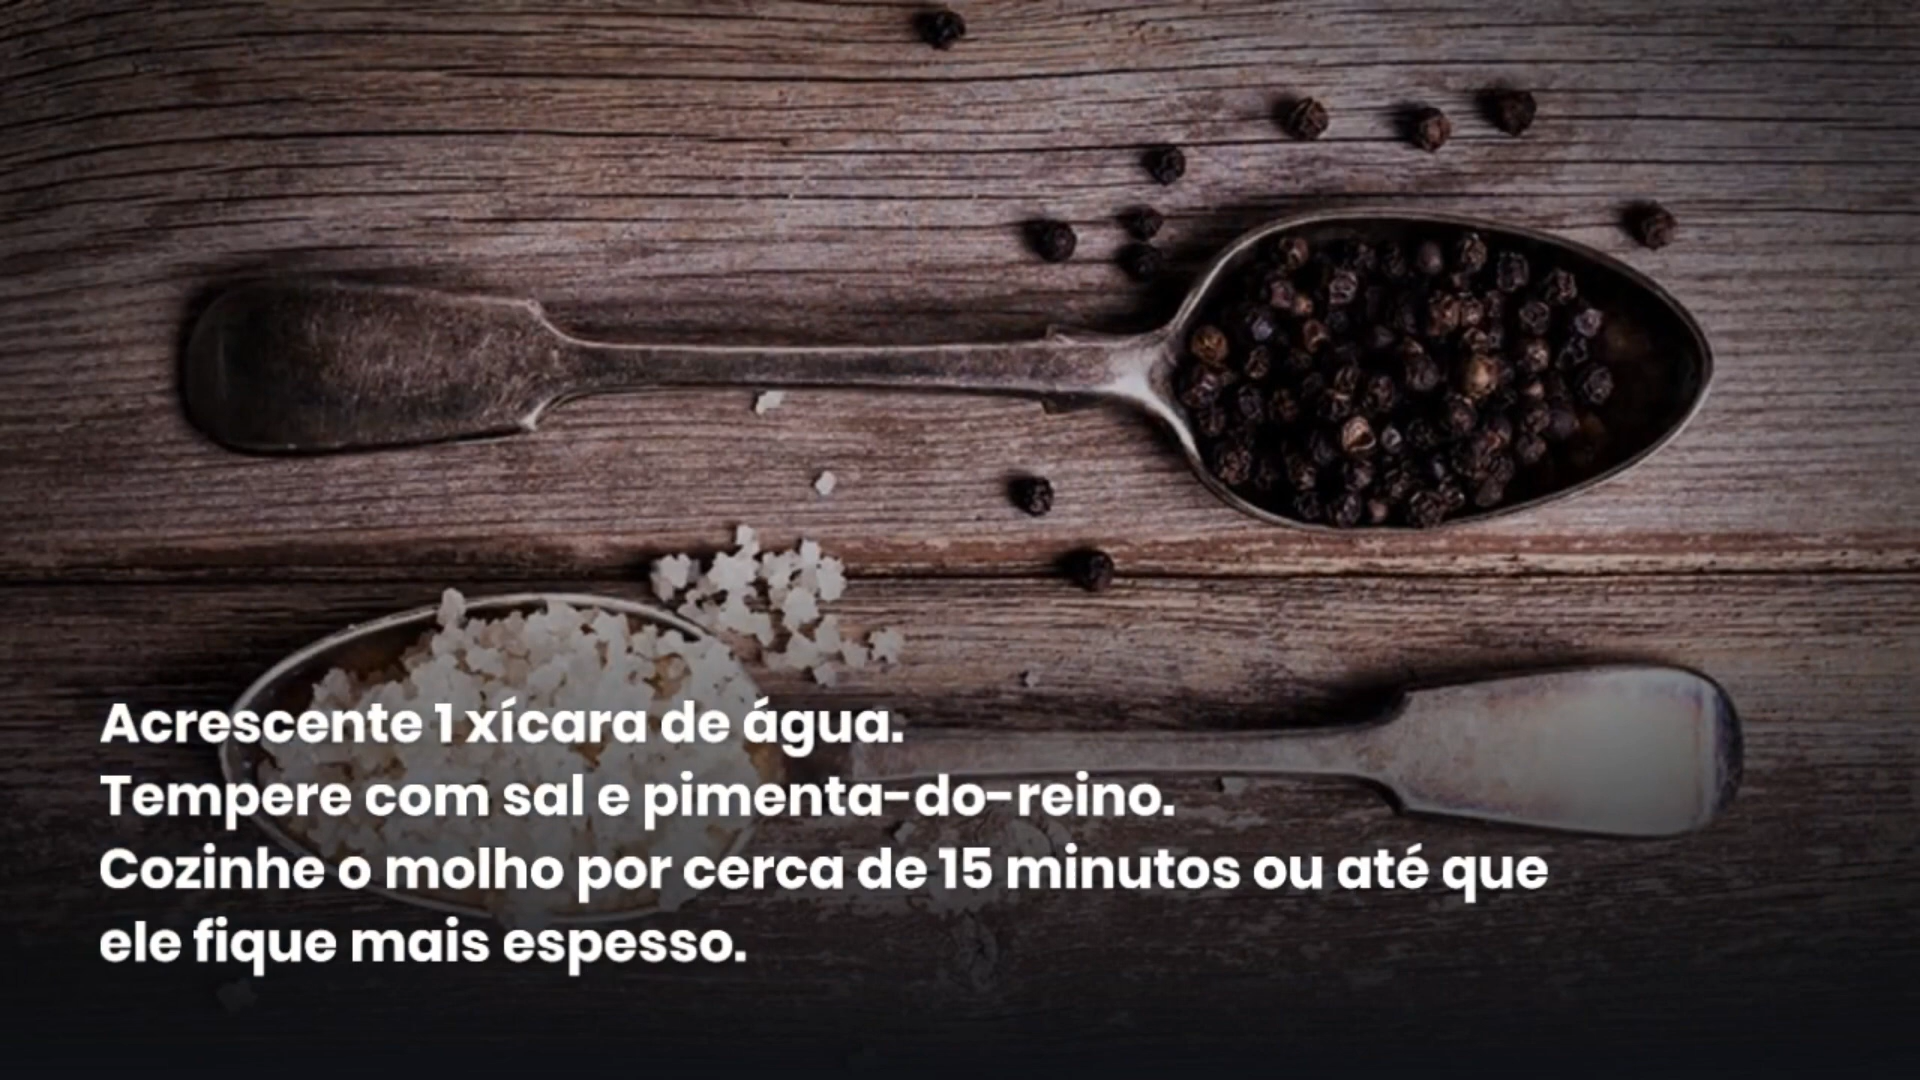 Acrescente 1 xícara de água.
Tempere com sal e pimenta-do-reino.
Cozinhe o molho por cerca de 15 minutos ou até que
ele fique mais espesso.